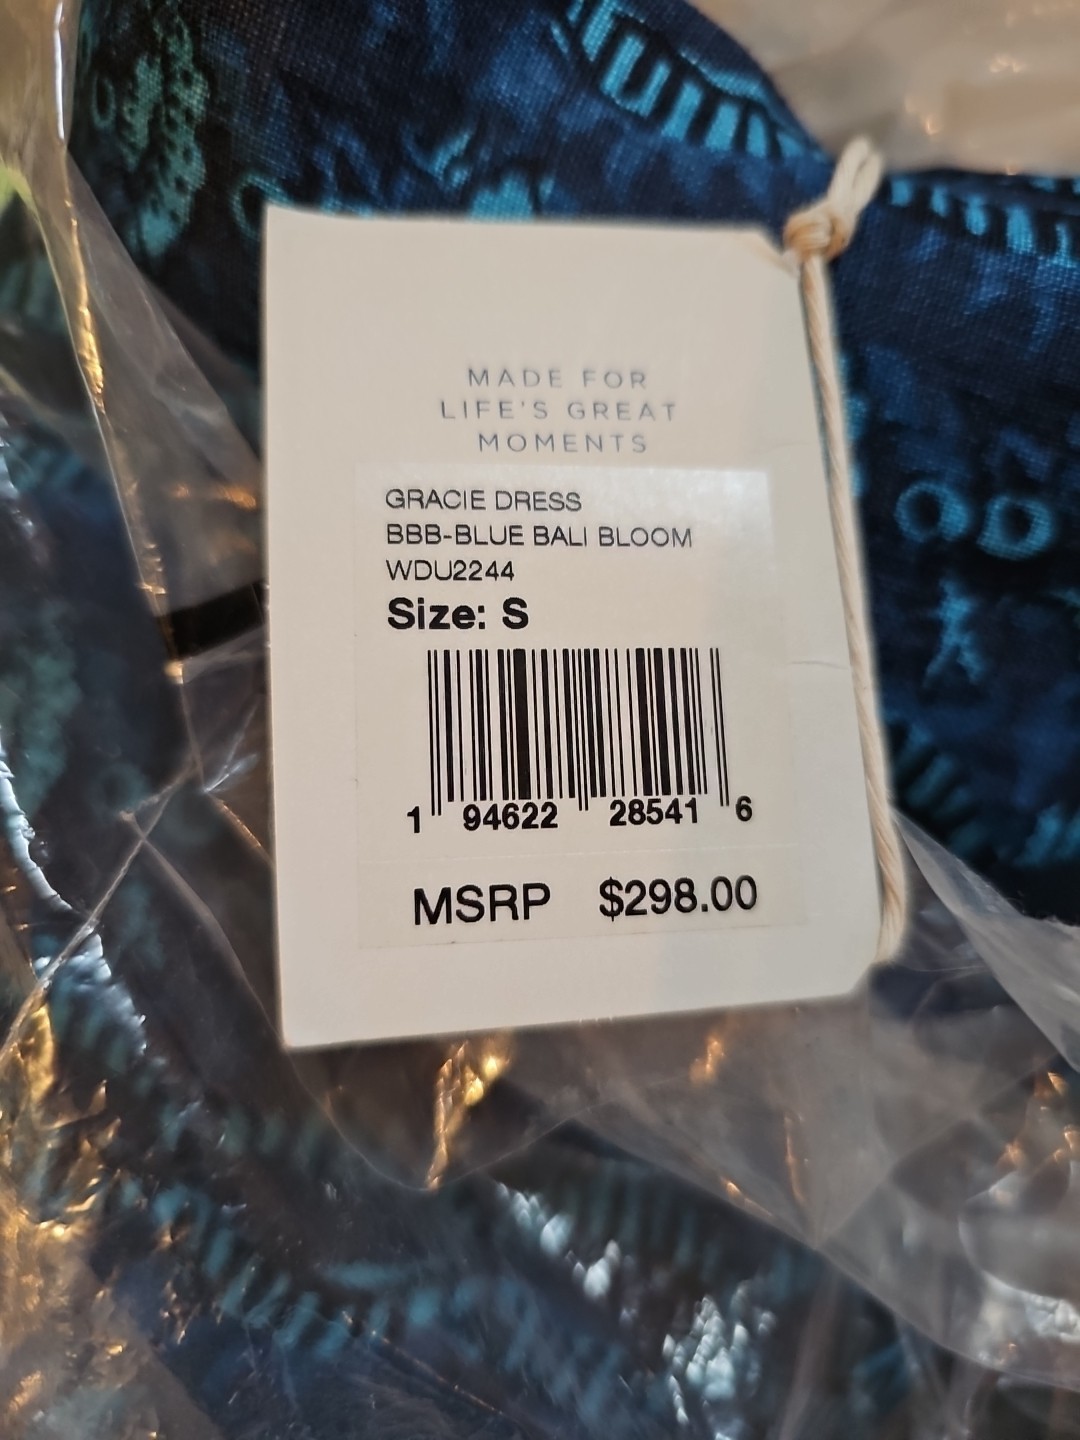 MADE FOR
LIFE'S GREAT
MOMENTS
GRACIE DRESS
BBB-BLUE BALI BLOOM
WDU2244
Size: S
1 94622 28541 6
MSRP $298.00